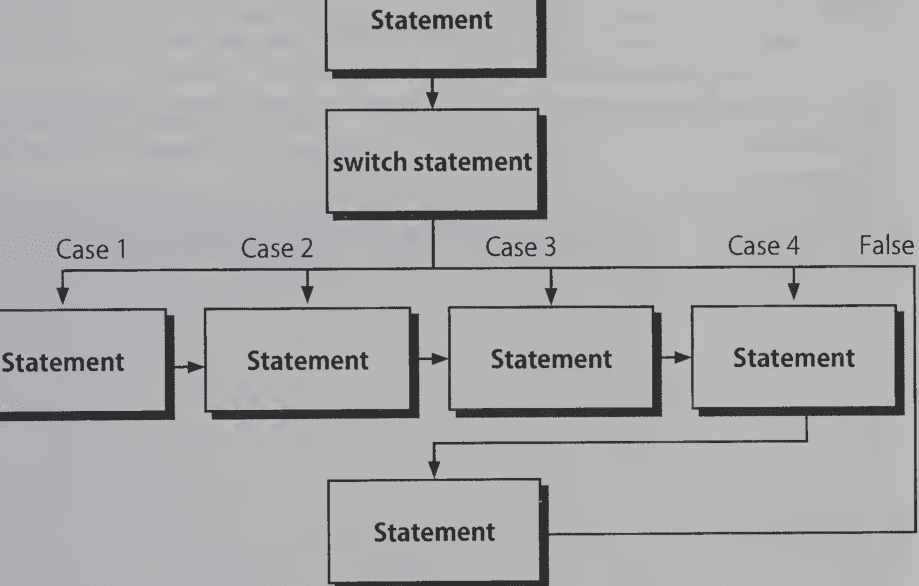 Statement
switch statement
Case 1 Case 2 Case 3 Case 4 False
Statement Statement Statement Statement
Statement